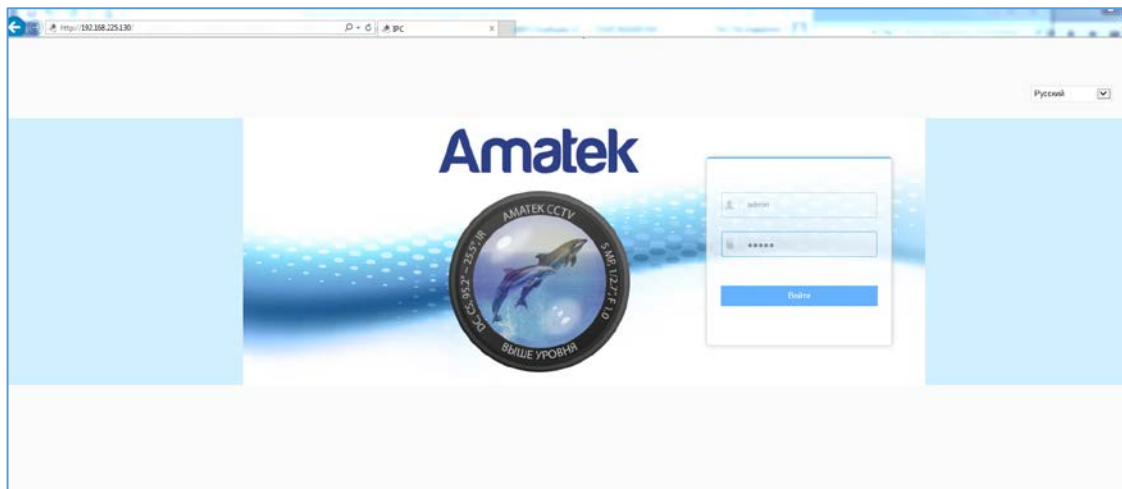 http://192.168.225.130
IPC
Русский
Amatek
AMATEK CCTV
DC, CS, 95.2° – 25.5°, IR
5 MP, 1/2.7", F 1.0
ВЫШЕ УРОВНЯ
admin
•••••
Войти